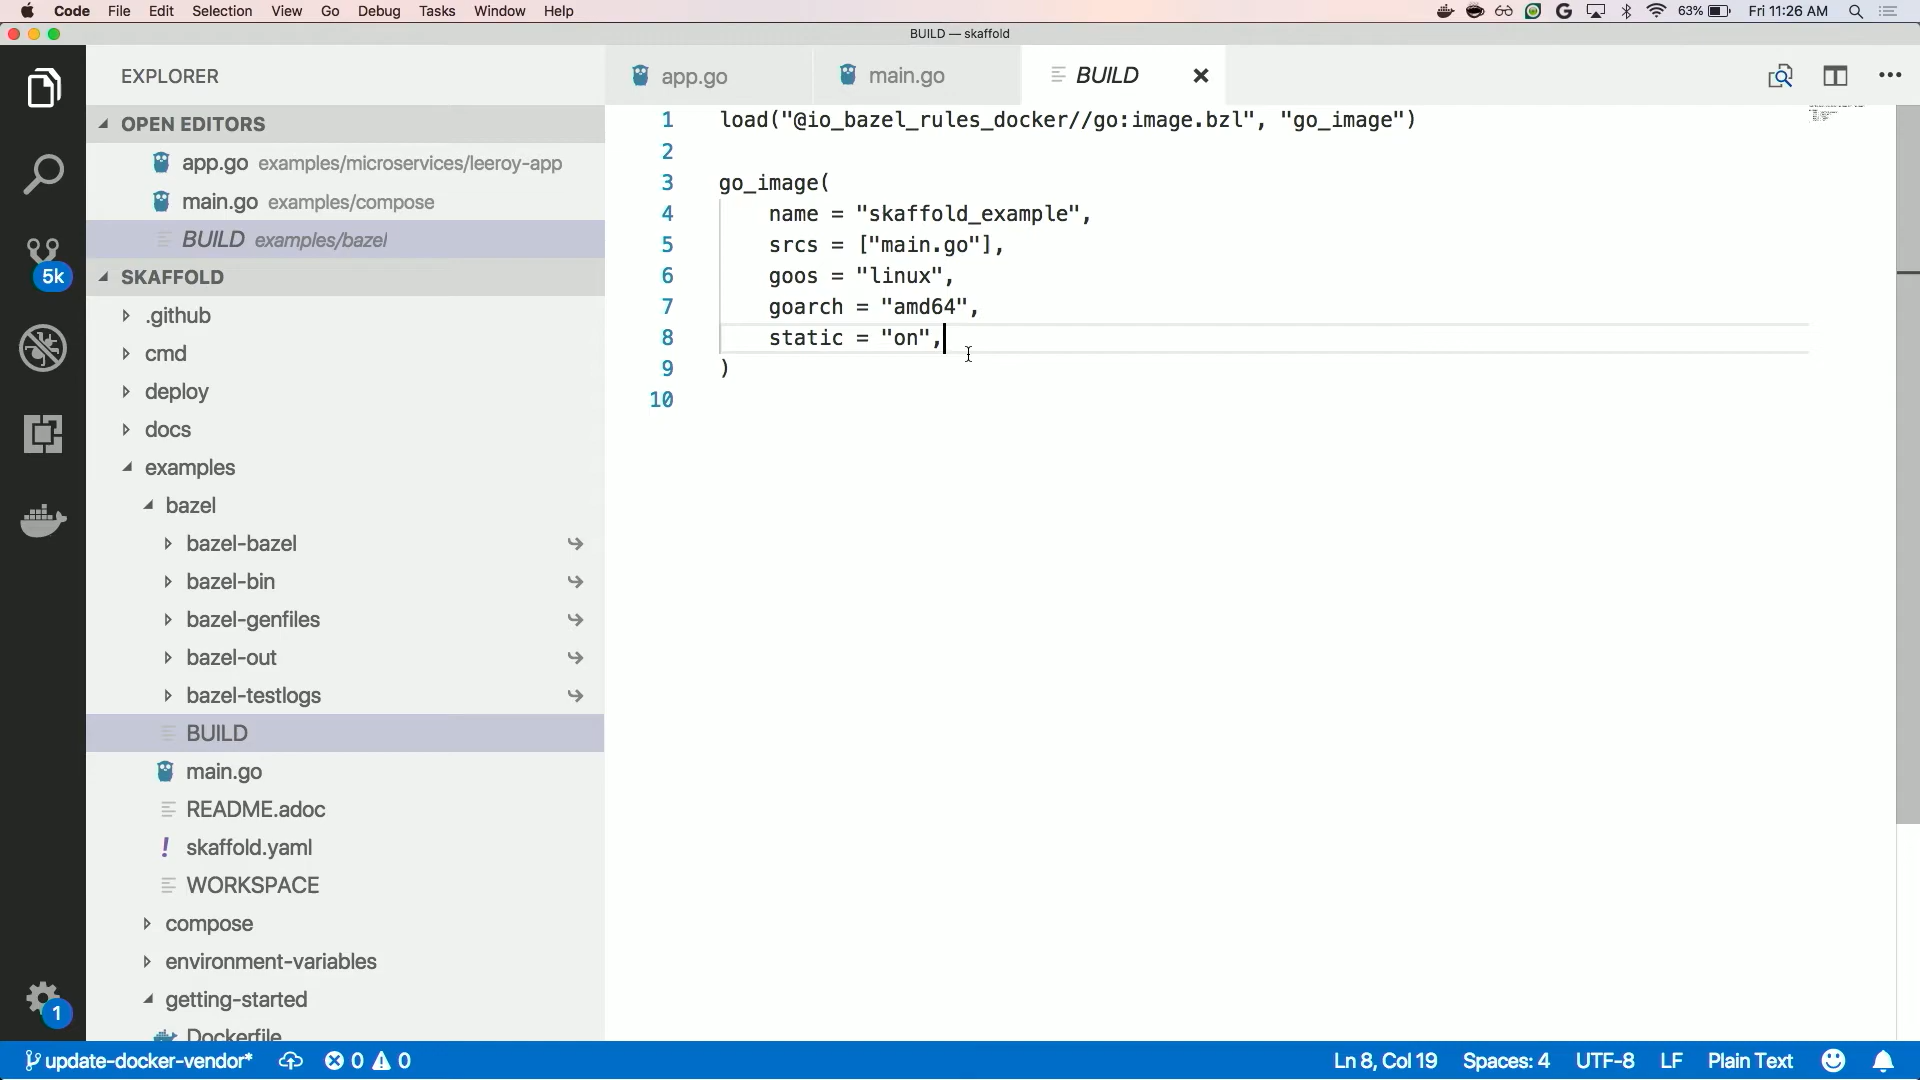 Code File Edit Selection View Go Debug Tasks Window Help 63% Fri 11:26 AM
BUILD — skaffold
EXPLORER
OPEN EDITORS
app.go examples/microservices/leeroy-app
main.go examples/compose
BUILD examples/bazel
5k
SKAFFOLD
.github
cmd
deploy
docs
examples
bazel
bazel-bazel
bazel-bin
bazel-genfiles
bazel-out
bazel-testlogs
BUILD
main.go
README.adoc
! skaffold.yaml
WORKSPACE
compose
environment-variables
getting-started
Dockerfile
1
app.go main.go BUILD
1 load("@io_bazel_rules_docker//go:image.bzl", "go_image")
2
3 go_image(
4 name = "skaffold_example",
5 srcs = ["main.go"],
6 goos = "linux",
7 goarch = "amd64",
8 static = "on",
9 )
10
update-docker-vendor* 0 0 Ln 8, Col 19 Spaces: 4 UTF-8 LF Plain Text